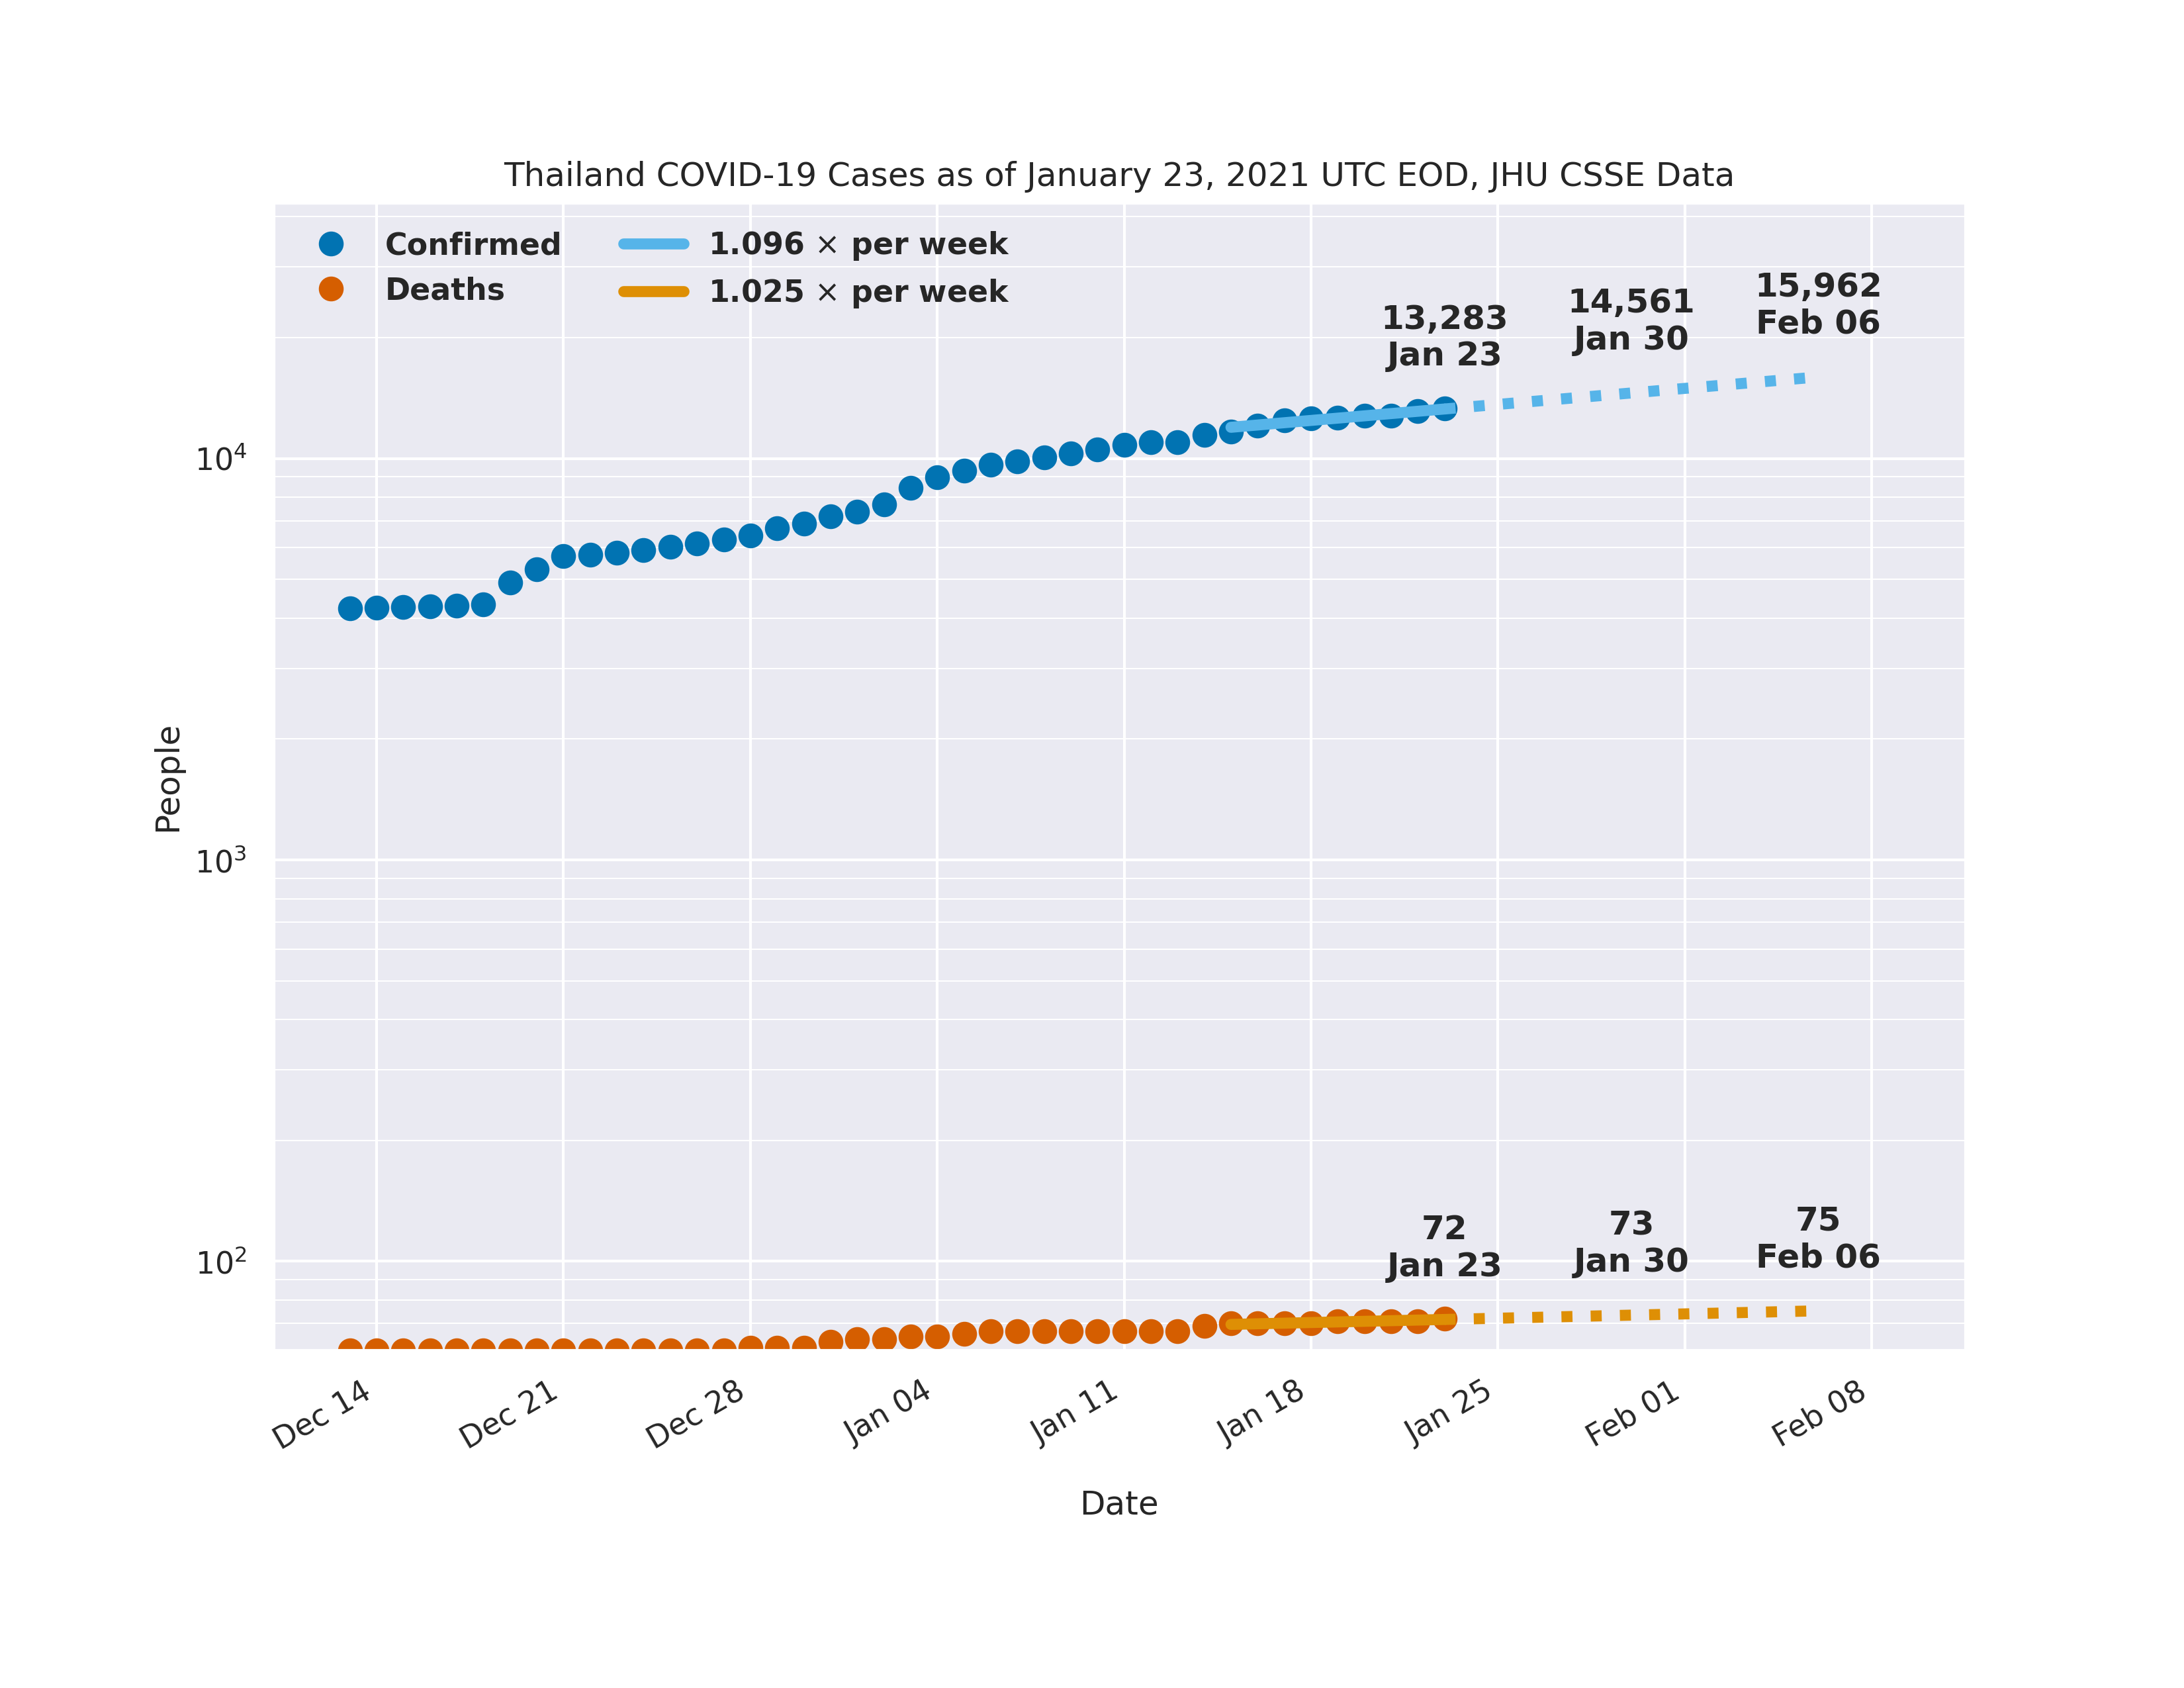 Thailand COVID-19 Cases as of January 23, 2021 UTC EOD, JHU CSSE Data
Confirmed
Deaths
1.096 × per week
1.025 × per week
13,283
Jan 23
14,561
Jan 30
15,962
Feb 06
10⁴
10³
10²
People
72
Jan 23
73
Jan 30
75
Feb 06
Dec 14
Dec 21
Dec 28
Jan 04
Jan 11
Jan 18
Jan 25
Feb 01
Feb 08
Date